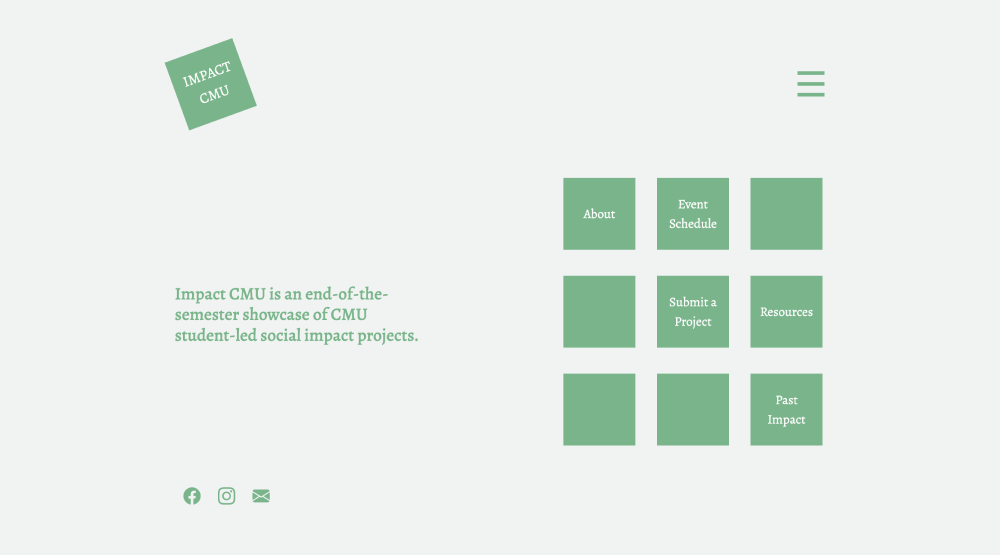 IMPACT
CMU
About
Event
Schedule
Impact CMU is an end-of-the-
semester showcase of CMU
student-led social impact projects.
Submit a
Project
Resources
Past
Impact